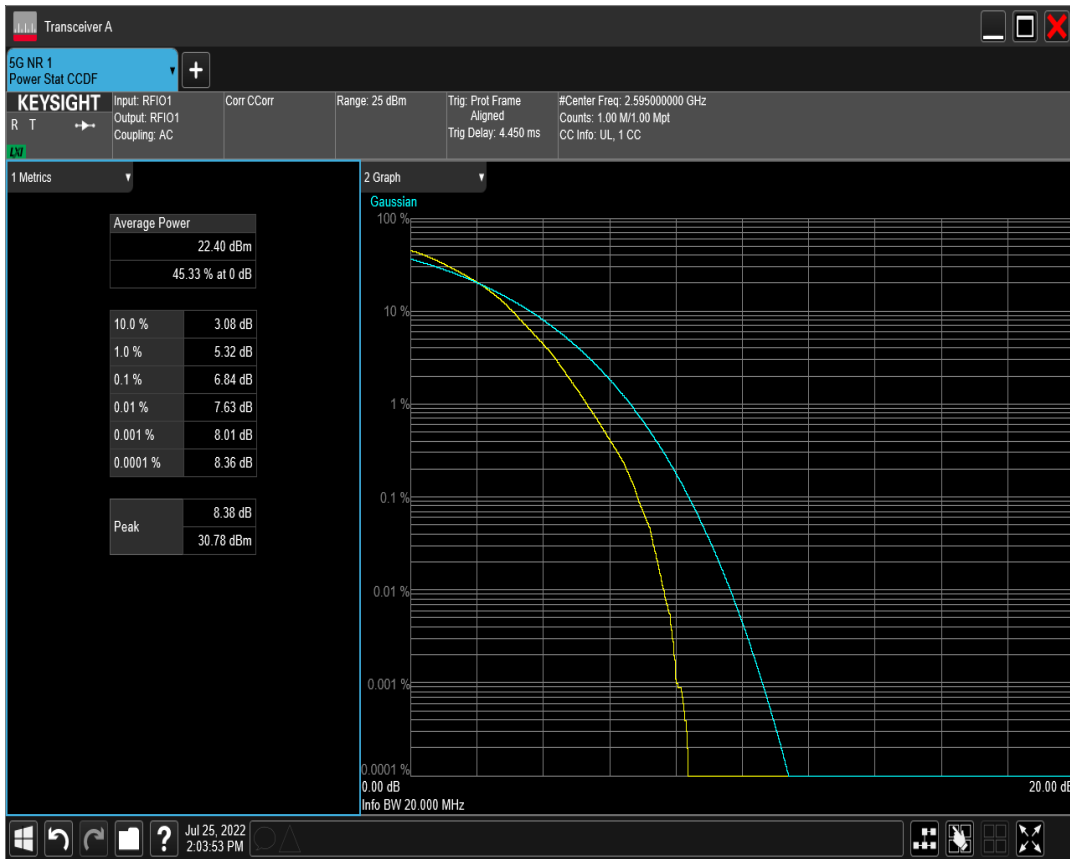 Transceiver A
5G NR 1
Power Stat CCDF
+
KEYSIGHT
R T
LXI
Input: RFIO1
Output: RFIO1
Coupling: AC
Corr CCorr
Range: 25 dBm
Trig: Prot Frame
Aligned
Trig Delay: 4.450 ms
#Center Freq: 2.595000000 GHz
Counts: 1.00 M/1.00 Mpt
CC Info: UL, 1 CC
1 Metrics
Average Power
22.40 dBm
45.33 % at 0 dB
10.0 % 3.08 dB
1.0 % 5.32 dB
0.1 % 6.84 dB
0.01 % 7.63 dB
0.001 % 8.01 dB
0.0001 % 8.36 dB
Peak
8.38 dB
30.78 dBm
2 Graph
Gaussian
100 %
10 %
1 %
0.1 %
0.01 %
0.001 %
0.0001 %
0.00 dB 20.00 dB
Info BW 20.000 MHz
?
Jul 25, 2022
2:03:53 PM